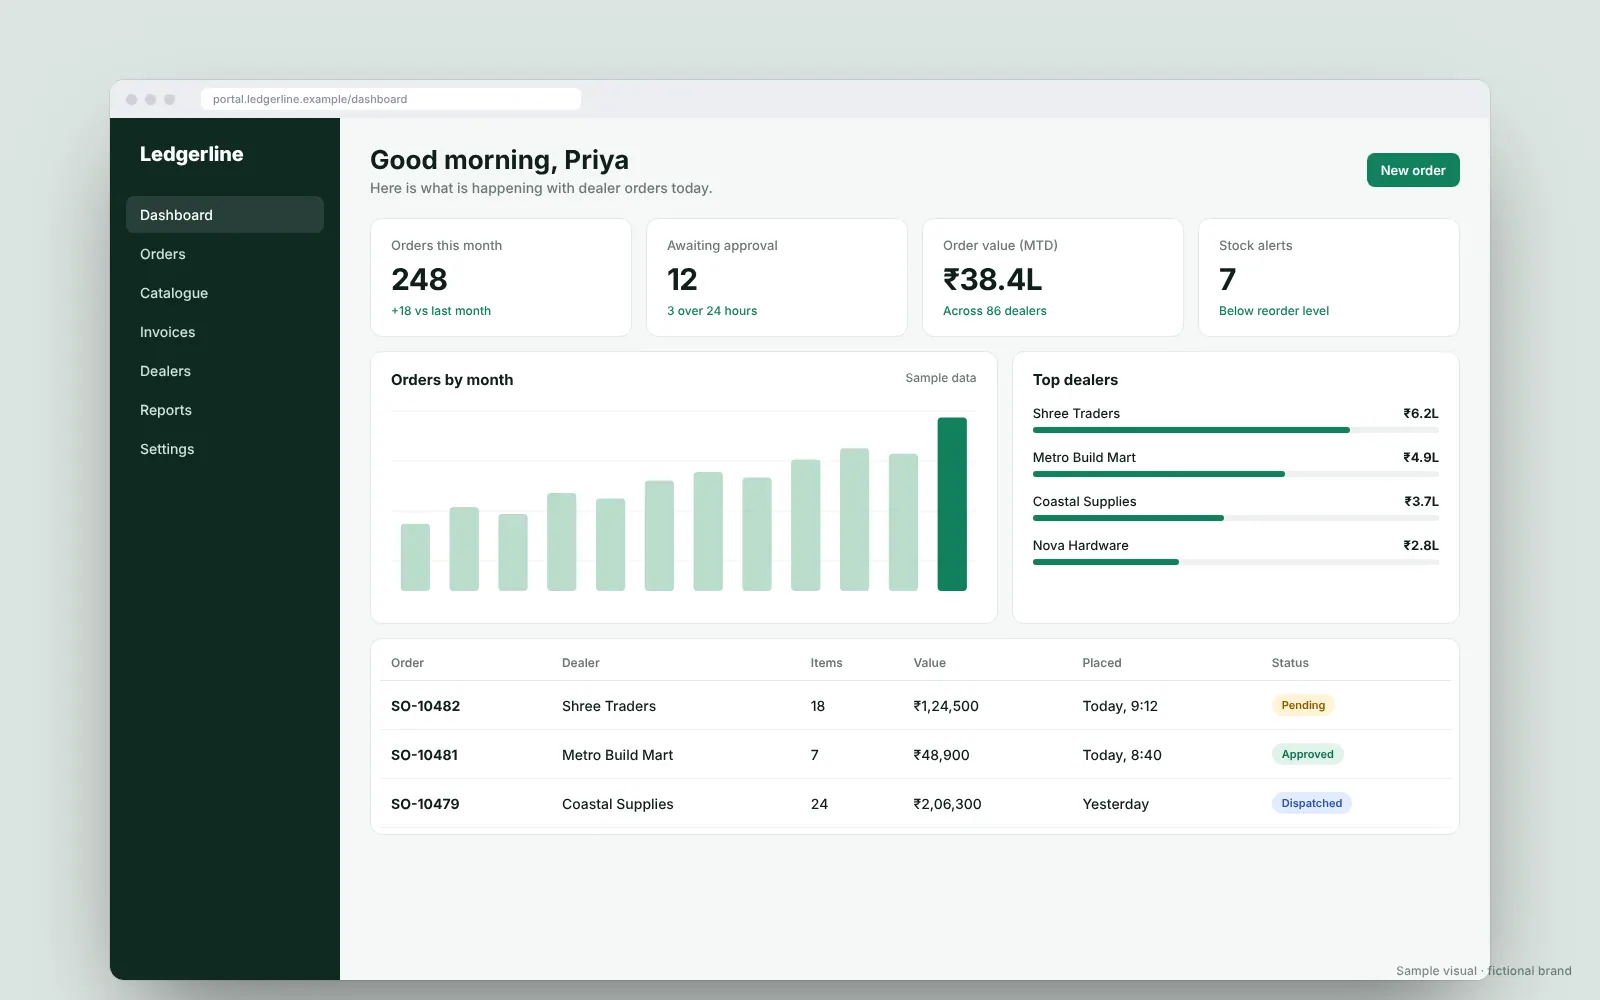 portal.ledgerline.example/dashboard
Ledgerline
Dashboard
Orders
Catalogue
Invoices
Dealers
Reports
Settings
Good morning, Priya
Here is what is happening with dealer orders today.
New order
Orders this month
248
+18 vs last month
Awaiting approval
12
3 over 24 hours
Order value (MTD)
₹38.4L
Across 86 dealers
Stock alerts
7
Below reorder level
Orders by month
Sample data
Top dealers
Shree Traders ₹6.2L
Metro Build Mart ₹4.9L
Coastal Supplies ₹3.7L
Nova Hardware ₹2.8L
Order Dealer Items Value Placed Status
SO-10482 Shree Traders 18 ₹1,24,500 Today, 9:12 Pending
SO-10481 Metro Build Mart 7 ₹48,900 Today, 8:40 Approved
SO-10479 Coastal Supplies 24 ₹2,06,300 Yesterday Dispatched
Sample visual · fictional brand